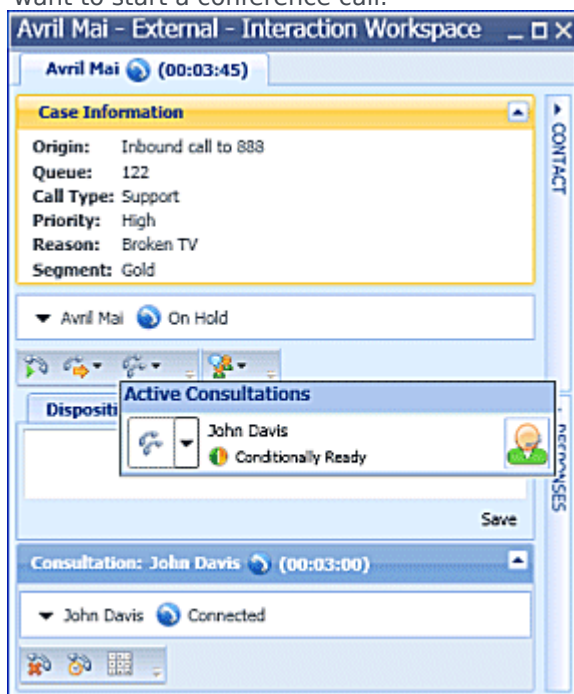 want to start a conference call.
Avril Mai - External - Interaction Workspace
Avril Mai (00:03:45)
Case Information
Origin: Inbound call to 888
Queue: 122
Call Type: Support
Priority: High
Reason: Broken TV
Segment: Gold
CONTACT
Avril Mai On Hold
Active Consultations
Dispositi
John Davis
Conditionally Ready
Save
Consultation: John Davis (00:03:00)
John Davis Connected